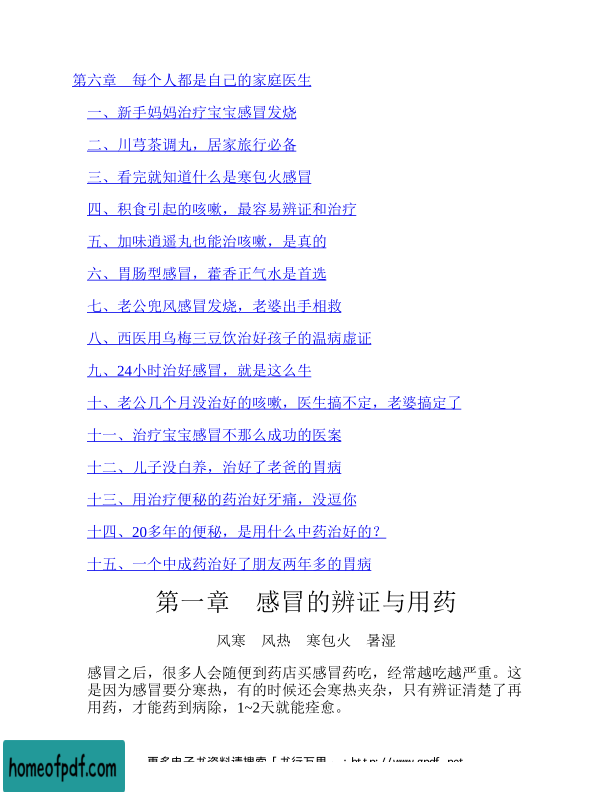 第六章　每个人都是自己的家庭医生
一、新手妈妈治疗宝宝感冒发烧
二、川芎茶调丸，居家旅行必备
三、看完就知道什么是寒包火感冒
四、积食引起的咳嗽，最容易辨证和治疗
五、加味逍遥丸也能治咳嗽，是真的
六、胃肠型感冒，藿香正气水是首选
七、老公兜风感冒发烧，老婆出手相救
八、西医用乌梅三豆饮治好孩子的温病虚证
九、24小时治好感冒，就是这么牛
十、老公几个月没治好的咳嗽，医生搞不定，老婆搞定了
十一、治疗宝宝感冒不那么成功的医案
十二、儿子没白养，治好了老爸的胃病
十三、用治疗便秘的药治好牙痛，没逗你
十四、20多年的便秘，是用什么中药治好的？
十五、一个中成药治好了朋友两年多的胃病
第一章　感冒的辨证与用药
风寒　风热　寒包火　暑湿
感冒之后，很多人会随便到药店买感冒药吃，经常越吃越严重。这
是因为感冒要分寒热，有的时候还会寒热夹杂，只有辨证清楚了再
用药，才能药到病除，1~2天就能痊愈。
homeofpdf.com